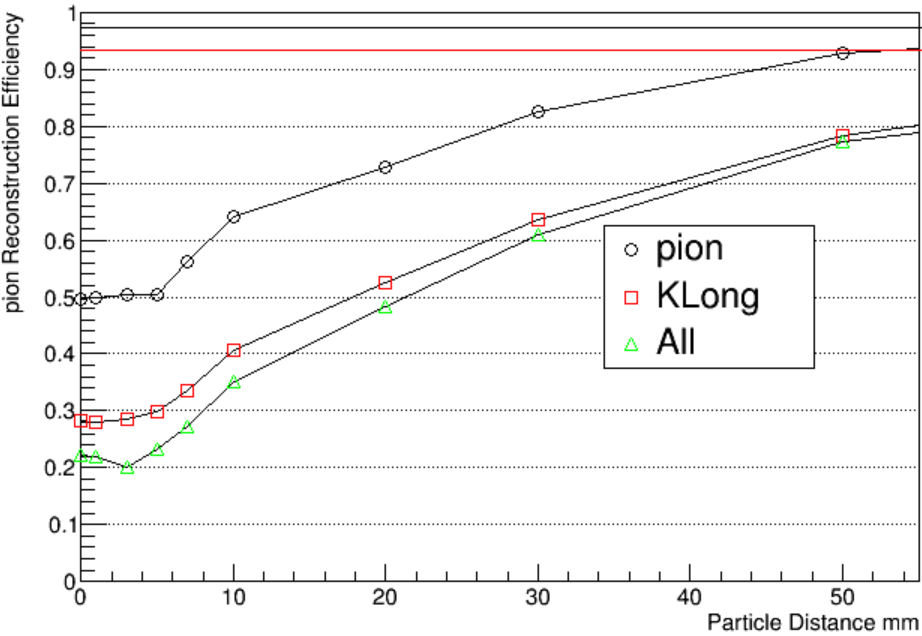 pion Reconstruction Efficiency
1
0.9
0.8
0.7
0.6
0.5
0.4
0.3
0.2
0.1
0
pion
KLong
All
0 10 20 30 40 50
Particle Distance mm